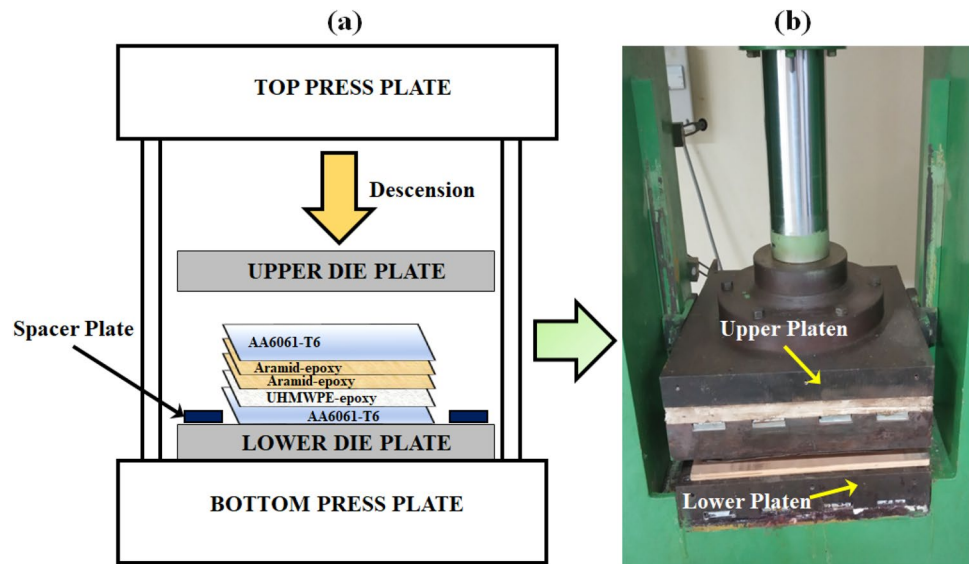 (a)
TOP PRESS PLATE
Descension
UPPER DIE PLATE
Spacer Plate
AA6061-T6
Aramid-epoxy
Aramid-epoxy
UHMWPE-epoxy
AA6061-T6
LOWER DIE PLATE
BOTTOM PRESS PLATE
(b)
Upper Platen
Lower Platen